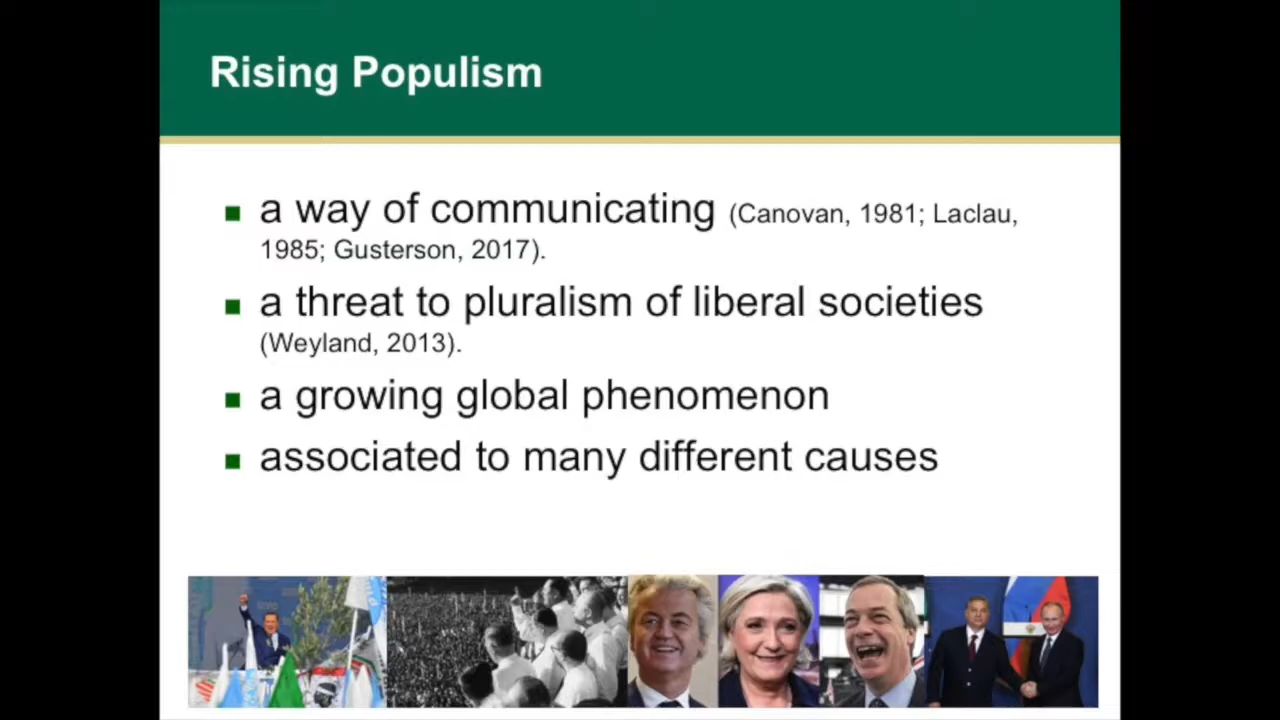 Rising Populism
a way of communicating (Canovan, 1981; Laclau,
1985; Gusterson, 2017).
a threat to pluralism of liberal societies
(Weyland, 2013).
a growing global phenomenon
associated to many different causes